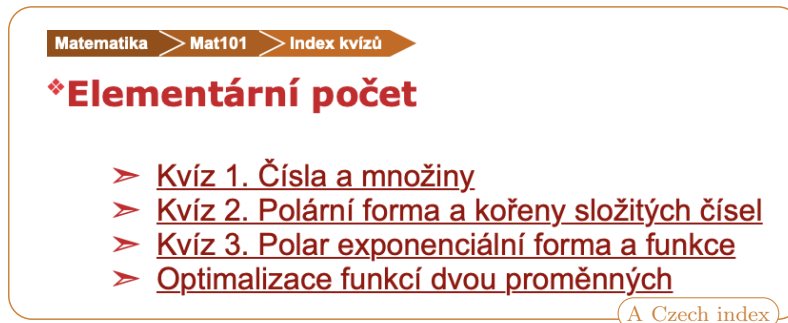 Matematika Mat101 Index kvízů
Elementární počet
Kvíz 1. Čísla a množiny
Kvíz 2. Polární forma a kořeny složitých čísel
Kvíz 3. Polar exponenciální forma a funkce
Optimalizace funkcí dvou proměnných
A Czech index